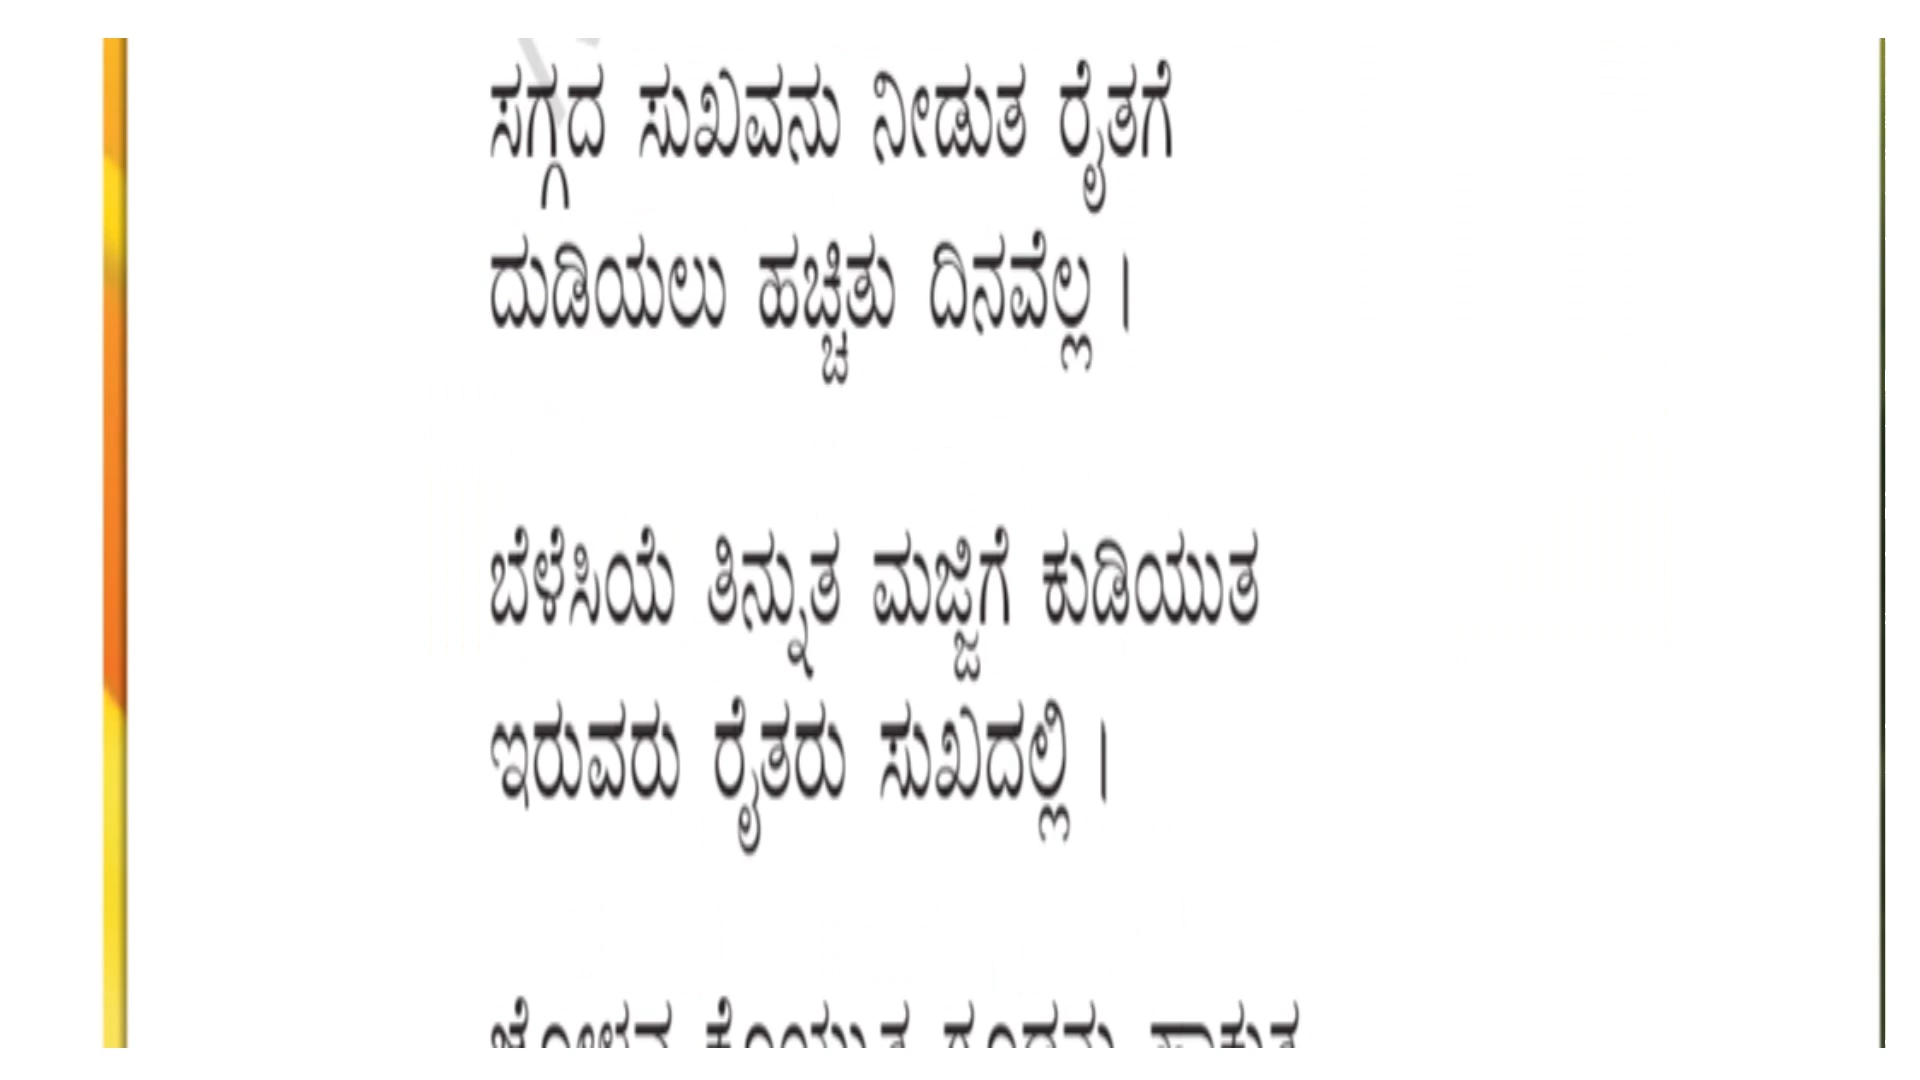 ಸಗ್ಗದ ಸುಖವನು ನೀಡುತ ರೈತಗೆ
ದುಡಿಯಲು ಹಚ್ಚಿತು ದಿನವೆಲ್ಲ ।
ಬೆಳೆಸಿಯೆ ತಿನ್ನುತ ಮಜ್ಜಿಗೆ ಕುಡಿಯುತ
ಇರುವರು ರೈತರು ಸುಖದಲ್ಲಿ ।